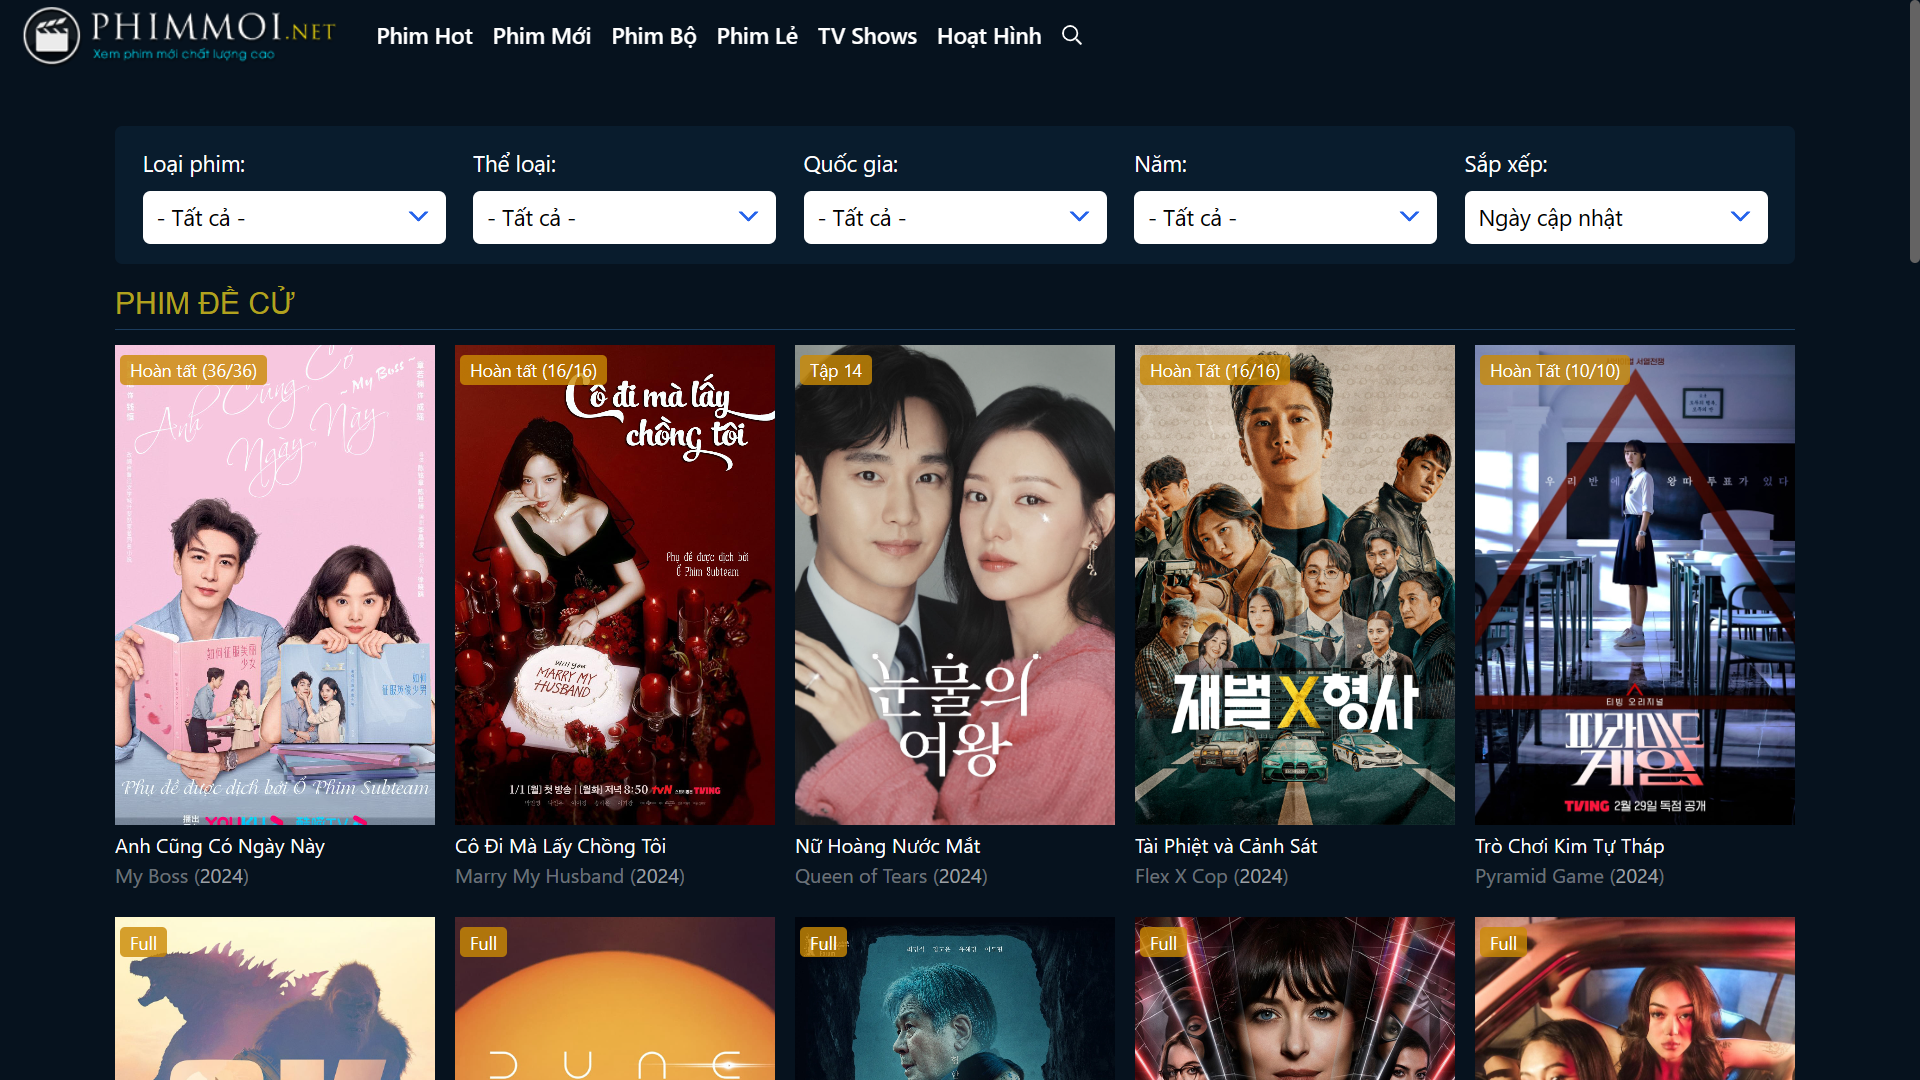 PHIMMOI.NET
Xem phim mới chất lượng cao
Phim Hot Phim Mới Phim Bộ Phim Lẻ TV Shows Hoạt Hình
Loại phim: Thể loại: Quốc gia: Năm: Sắp xếp:
- Tất cả - - Tất cả - - Tất cả - - Tất cả - Ngày cập nhật
PHIM ĐỀ CỬ
Hoàn tất (36/36)
Anh Cũng Có
Ngày Này
- My Boss -
如何
Phụ đề được dịch bởi Ổ Phim Subteam
Hoàn tất (16/16)
Cô đi mà lấy
chồng tôi
Phụ đề được dịch bởi
Ổ Phim Subteam
Will you
MARRY MY
HUSBAND
1/1 [월] 첫 방송 | [월화] 저녁 8:50 tvN TVING
Tập 14
눈물의
여왕
Hoàn Tất (16/16)
재벌X형사
Hoàn Tất (10/10)
서열전쟁
우리 반에 왕따 투표가 있다
티빙 오리지널
피라미드
게임
TVING 2월 29일 독점 공개
Anh Cũng Có Ngày Này
My Boss (2024)
Cô Đi Mà Lấy Chồng Tôi
Marry My Husband (2024)
Nữ Hoàng Nước Mắt
Queen of Tears (2024)
Tài Phiệt và Cảnh Sát
Flex X Cop (2024)
Trò Chơi Kim Tự Tháp
Pyramid Game (2024)
Full
Full
DUNE
Full
Full
Full